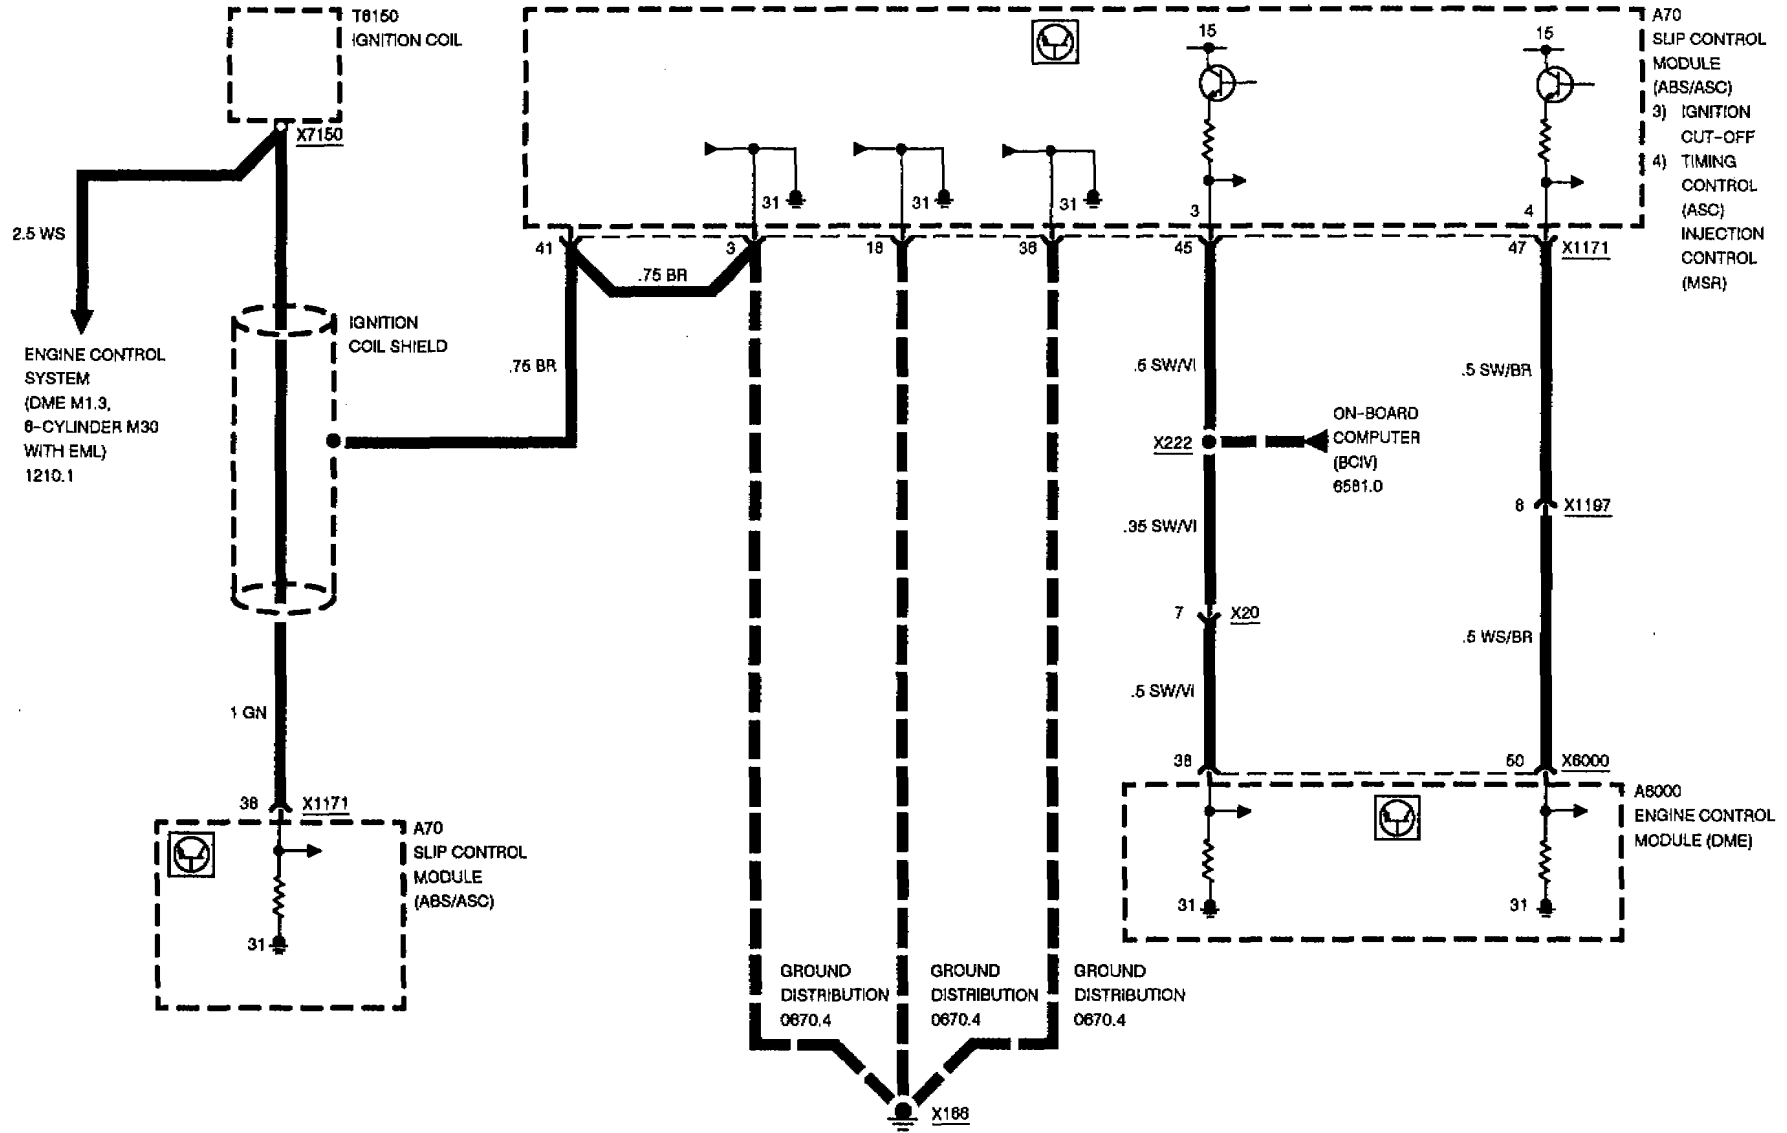 T6150
IGNITION COIL
X7150
2.5 WS
ENGINE CONTROL
SYSTEM
(DME M1.3,
6-CYLINDER M30
WITH EML)
1210.1
IGNITION
COIL SHIELD
1 GN
38
X1171
A70
SLIP CONTROL
MODULE
(ABS/ASC)
31
15
15
A70
SLIP CONTROL
MODULE
(ABS/ASC)
3) IGNITION
CUT-OFF
4) TIMING
CONTROL
(ASC)
INJECTION
CONTROL
(MSR)
31
31
31
3
4
41
3
18
38
45
47
X1171
.75 BR
.75 BR
.5 SW/VI
.5 SW/BR
X222
ON-BOARD
COMPUTER
(BCIV)
6581.0
8
X1197
.35 SW/VI
7
X20
.5 WS/BR
.5 SW/VI
38
50
X6000
A6000
ENGINE CONTROL
MODULE (DME)
31
31
GROUND
DISTRIBUTION
0670.4
GROUND
DISTRIBUTION
0670.4
GROUND
DISTRIBUTION
0670.4
X166